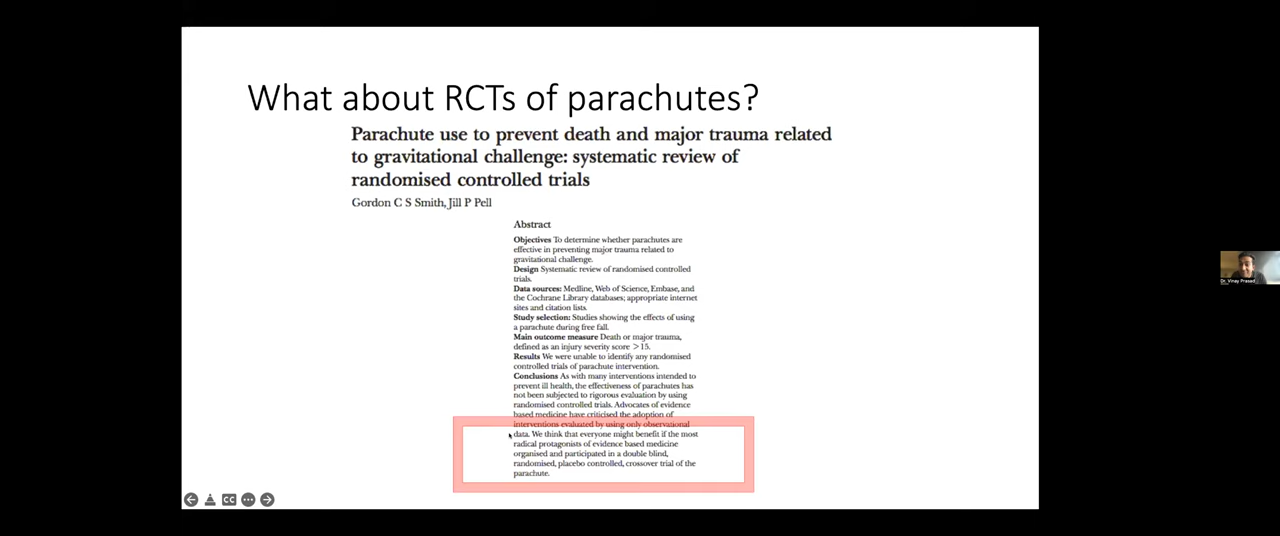 What about RCTs of parachutes?
Parachute use to prevent death and major trauma related
to gravitational challenge: systematic review of
randomised controlled trials
Gordon C S Smith, Jill P Pell
Abstract
Objectives To determine whether parachutes are
effective in preventing major trauma related to
gravitational challenge.
Design Systematic review of randomised controlled
trials.
Data sources: Medline, Web of Science, Embase, and
the Cochrane Library databases; appropriate internet
sites and citation lists.
Study selection: Studies showing the effects of using
a parachute during free fall.
Main outcome measure Death or major trauma,
defined as an injury severity score >15.
Results We were unable to identify any randomised
controlled trials of parachute intervention.
Conclusions As with many interventions intended to
prevent ill health, the effectiveness of parachutes has
not been subjected to rigorous evaluation by using
randomised controlled trials. Advocates of evidence
based medicine have criticised the adoption of
interventions evaluated by using only observational
data. We think that everyone might benefit if the most
radical protagonists of evidence based medicine
organised and participated in a double blind,
randomised, placebo controlled, crossover trial of the
parachute.
CC
Dr. Vinay Prasad